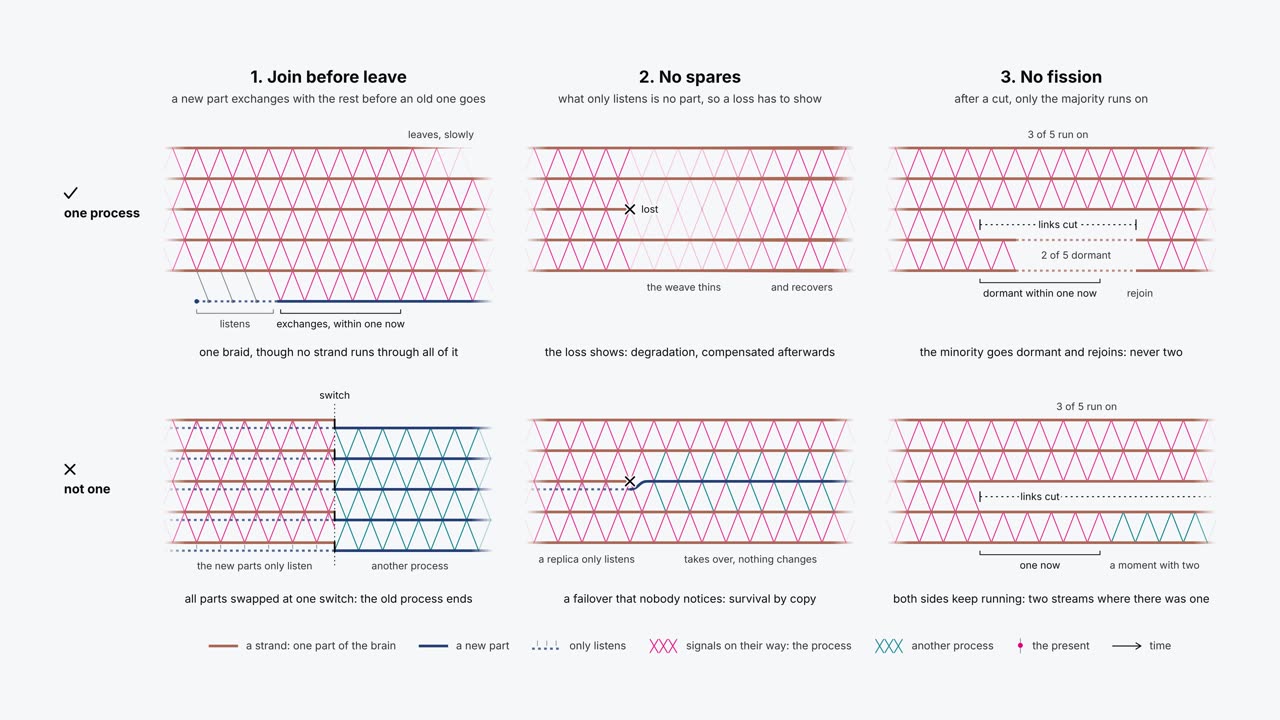 1. Join before leave
a new part exchanges with the rest before an old one goes
2. No spares
what only listens is no part, so a loss has to show
3. No fission
after a cut, only the majority runs on
one process
leaves, slowly
listens
exchanges, within one now
one braid, though no strand runs through all of it
lost
the weave thins
and recovers
the loss shows: degradation, compensated afterwards
3 of 5 run on
links cut
2 of 5 dormant
dormant within one now
rejoin
the minority goes dormant and rejoins: never two
not one
switch
the new parts only listen
another process
all parts swapped at one switch: the old process ends
a replica only listens
takes over, nothing changes
a failover that nobody notices: survival by copy
3 of 5 run on
links cut
one now
a moment with two
both sides keep running: two streams where there was one
a strand: one part of the brain
a new part
only listens
signals on their way: the process
another process
the present
time